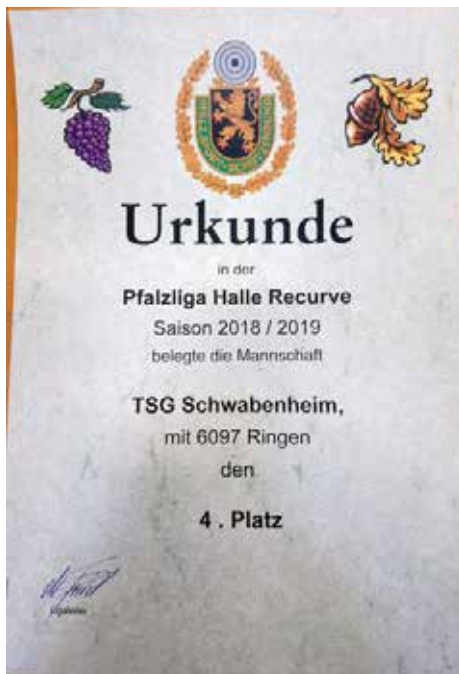 Urkunde
in der
Pfalzliga Halle Recurve
Saison 2018 / 2019
belegte die Mannschaft
TSG Schwabenheim,
mit 6097 Ringen
den
4 . Platz